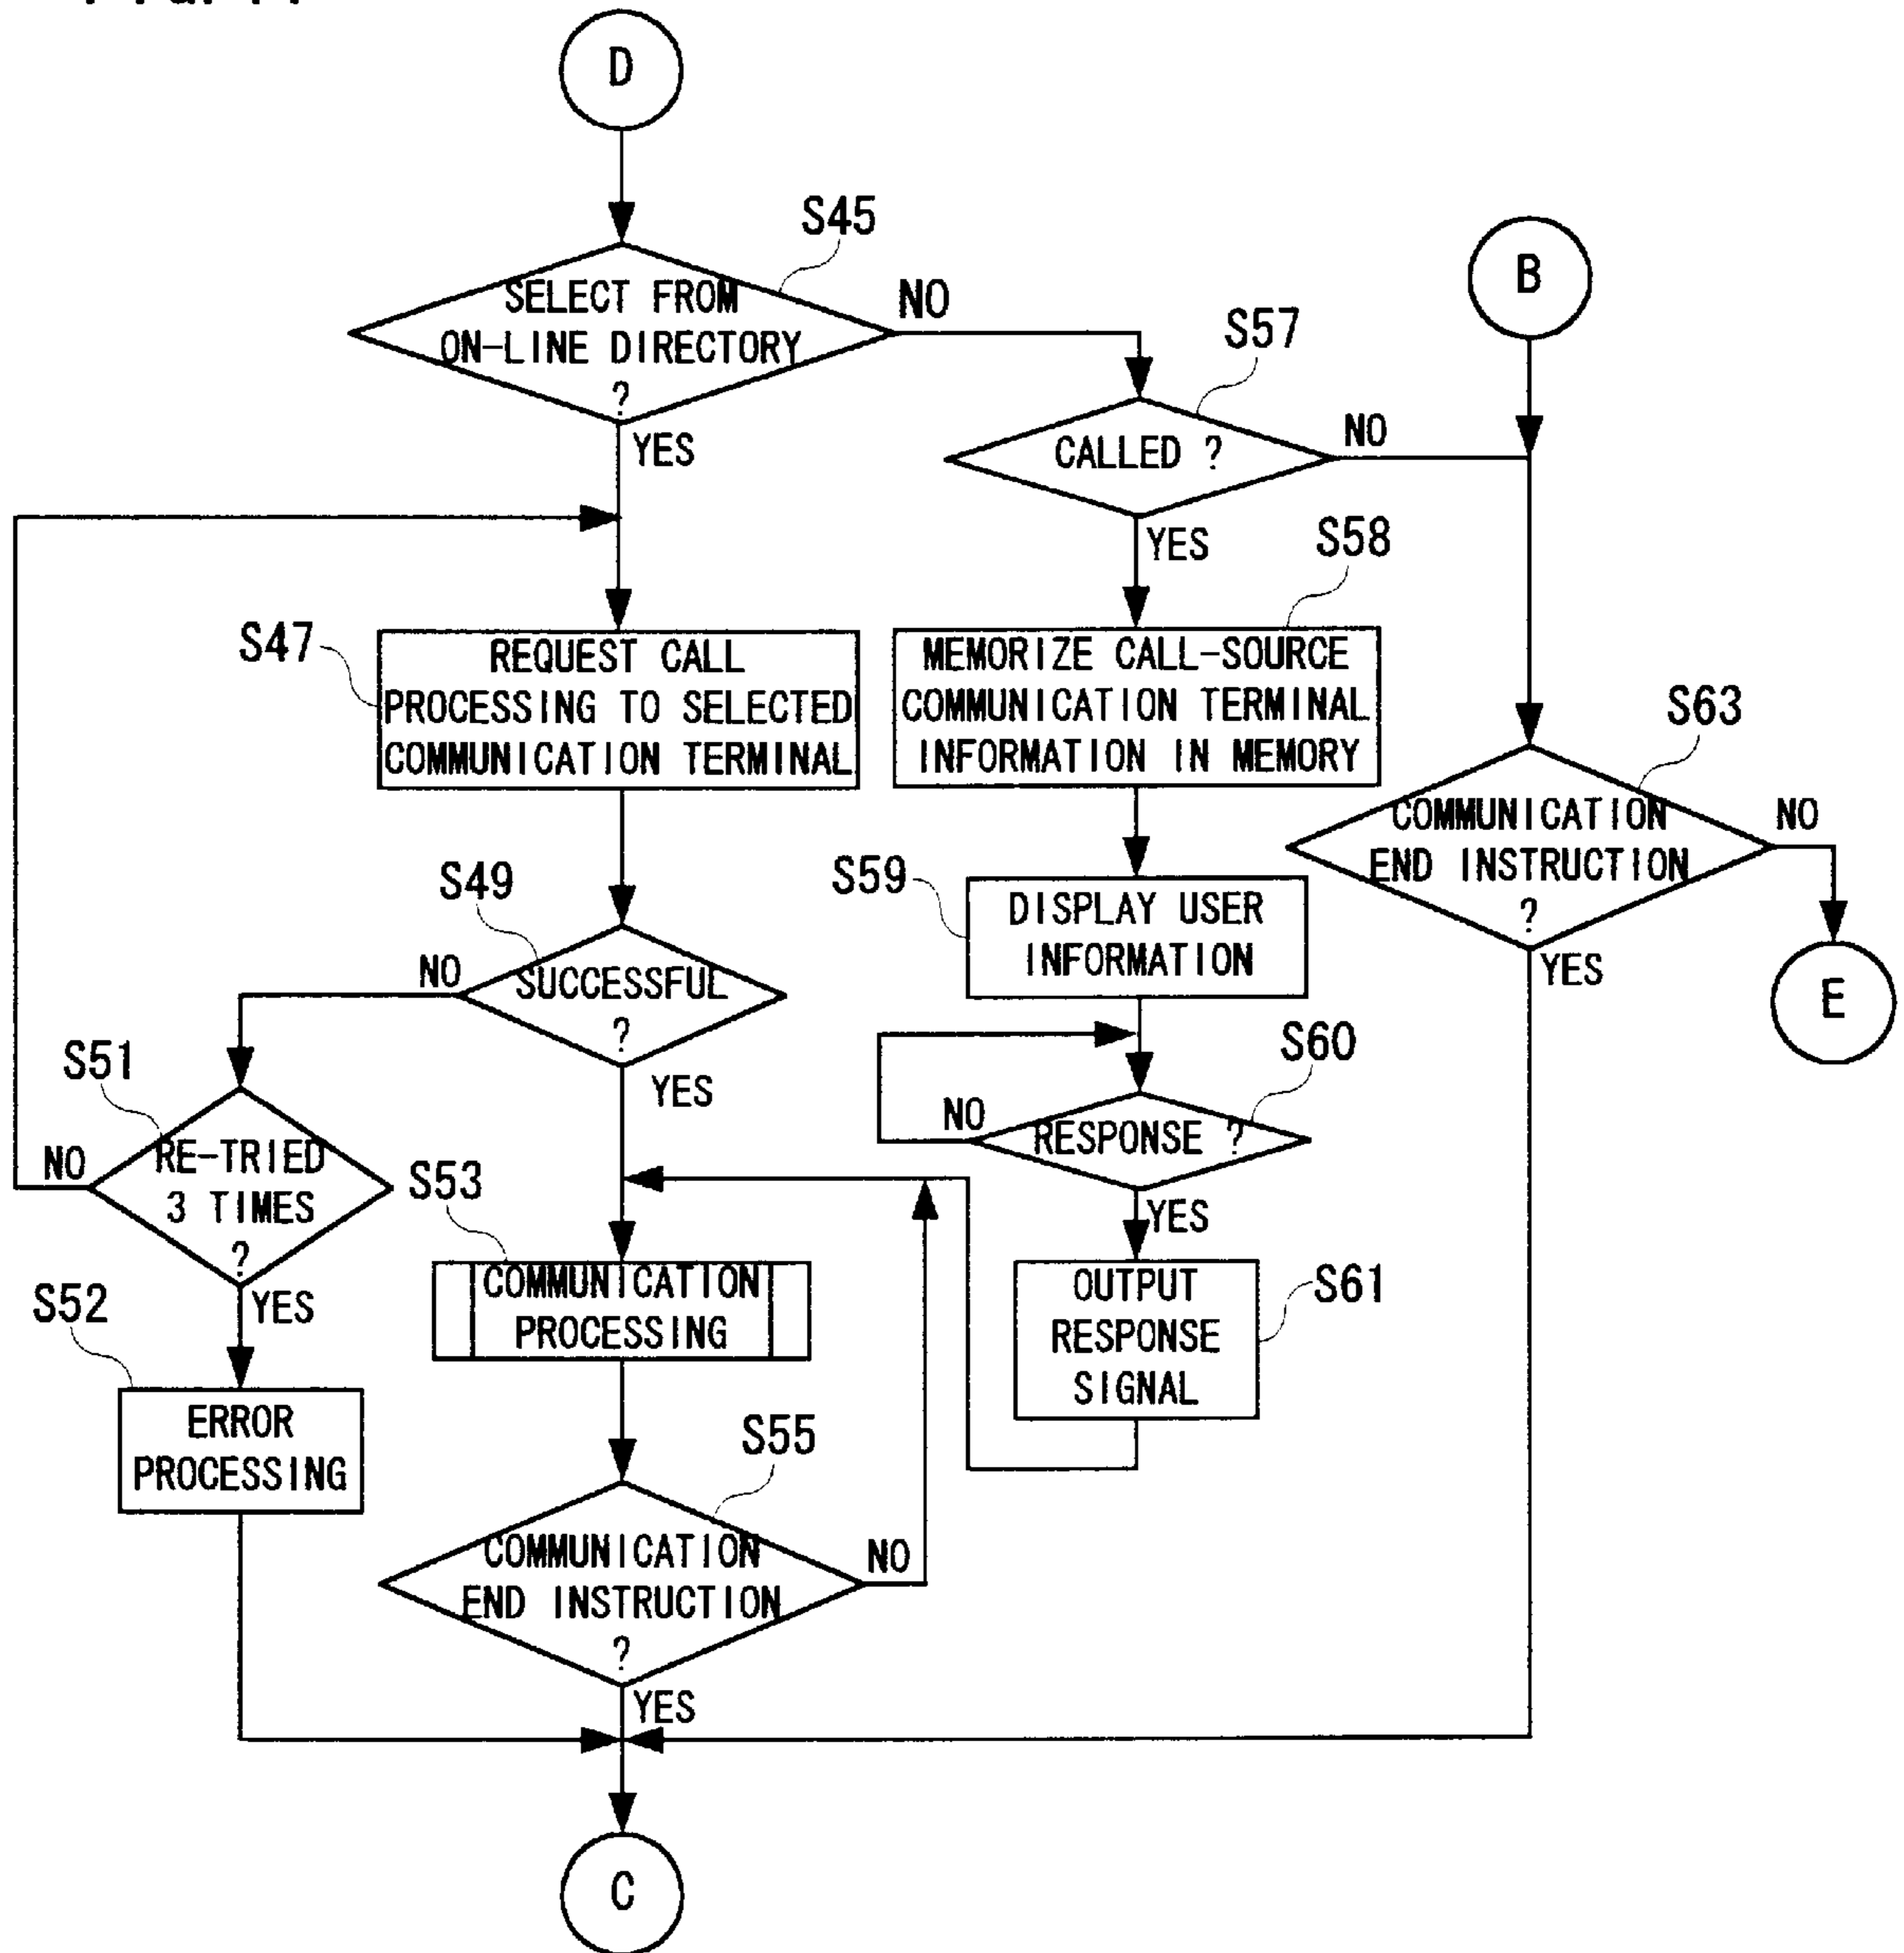 D
S45
SELECT FROM
ON-LINE DIRECTORY
?
NO
YES
B
S57
CALLED ?
NO
YES
S47
REQUEST CALL
PROCESSING TO SELECTED
COMMUNICATION TERMINAL
S58
MEMORIZE CALL-SOURCE
COMMUNICATION TERMINAL
INFORMATION IN MEMORY
S63
COMMUNICATION
END INSTRUCTION
?
NO
YES
E
S49
SUCCESSFUL
?
NO
YES
S59
DISPLAY USER
INFORMATION
S51
RE-TRIED
3 TIMES
?
NO
YES
S60
RESPONSE ?
NO
YES
S53
COMMUNICATION
PROCESSING
S61
OUTPUT
RESPONSE
SIGNAL
S52
ERROR
PROCESSING
S55
COMMUNICATION
END INSTRUCTION
?
NO
YES
C